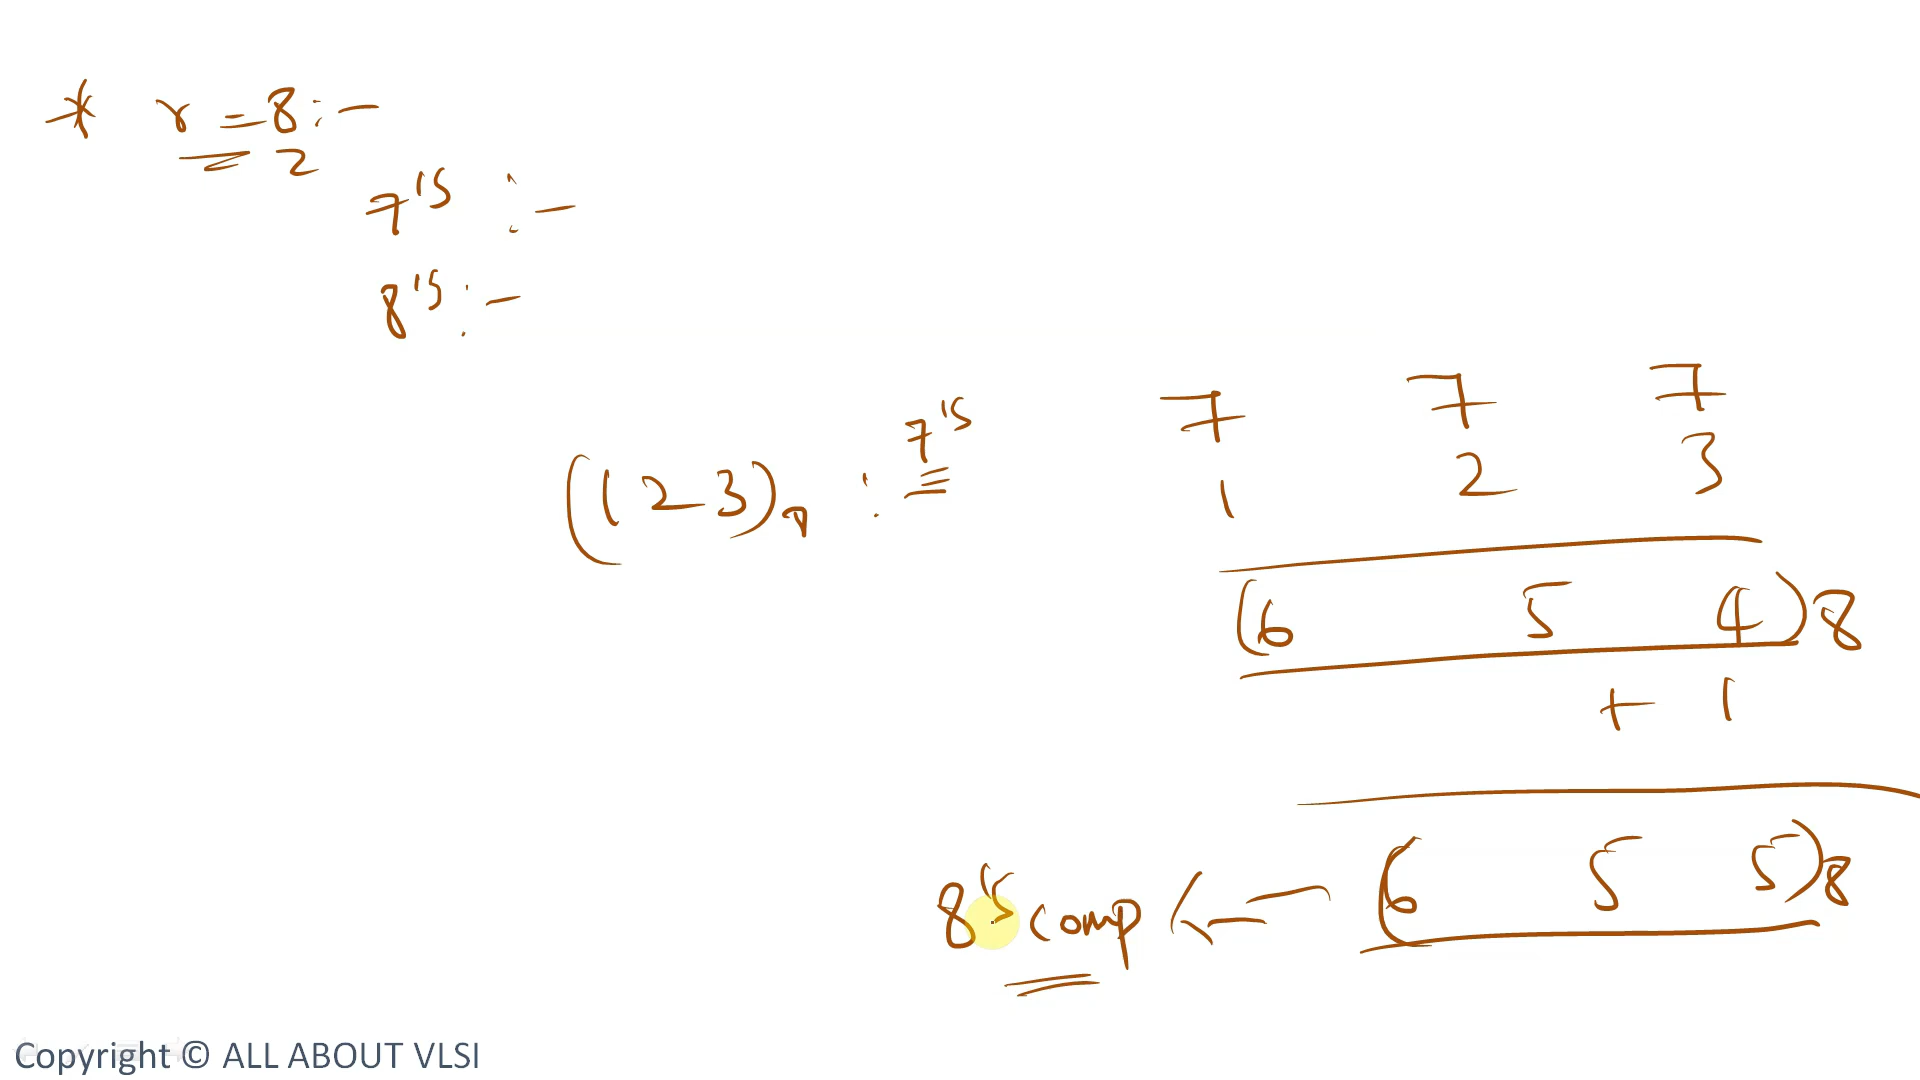 * r = 8 :-
2
7's :-
8's :-
7 7 7
(123)8 : 7's
1 2 3
(6 5 4)8
+ 1
8's comp ← (6 5 5)8
Copyright © ALL ABOUT VLSI